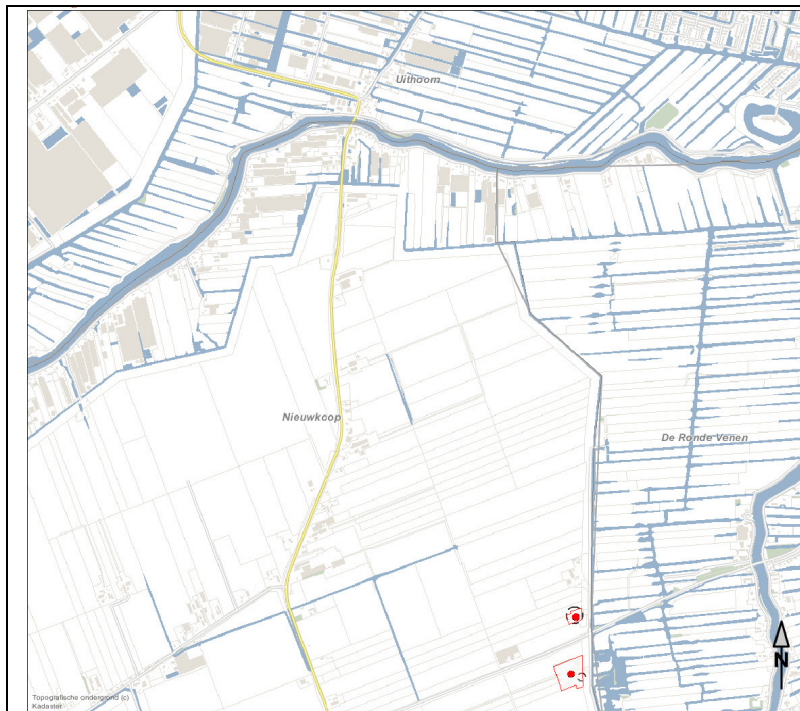 Uithoorn
Nieuwkoop
De Ronde Venen
N
Topografische ondergrond (c)
Kadaster